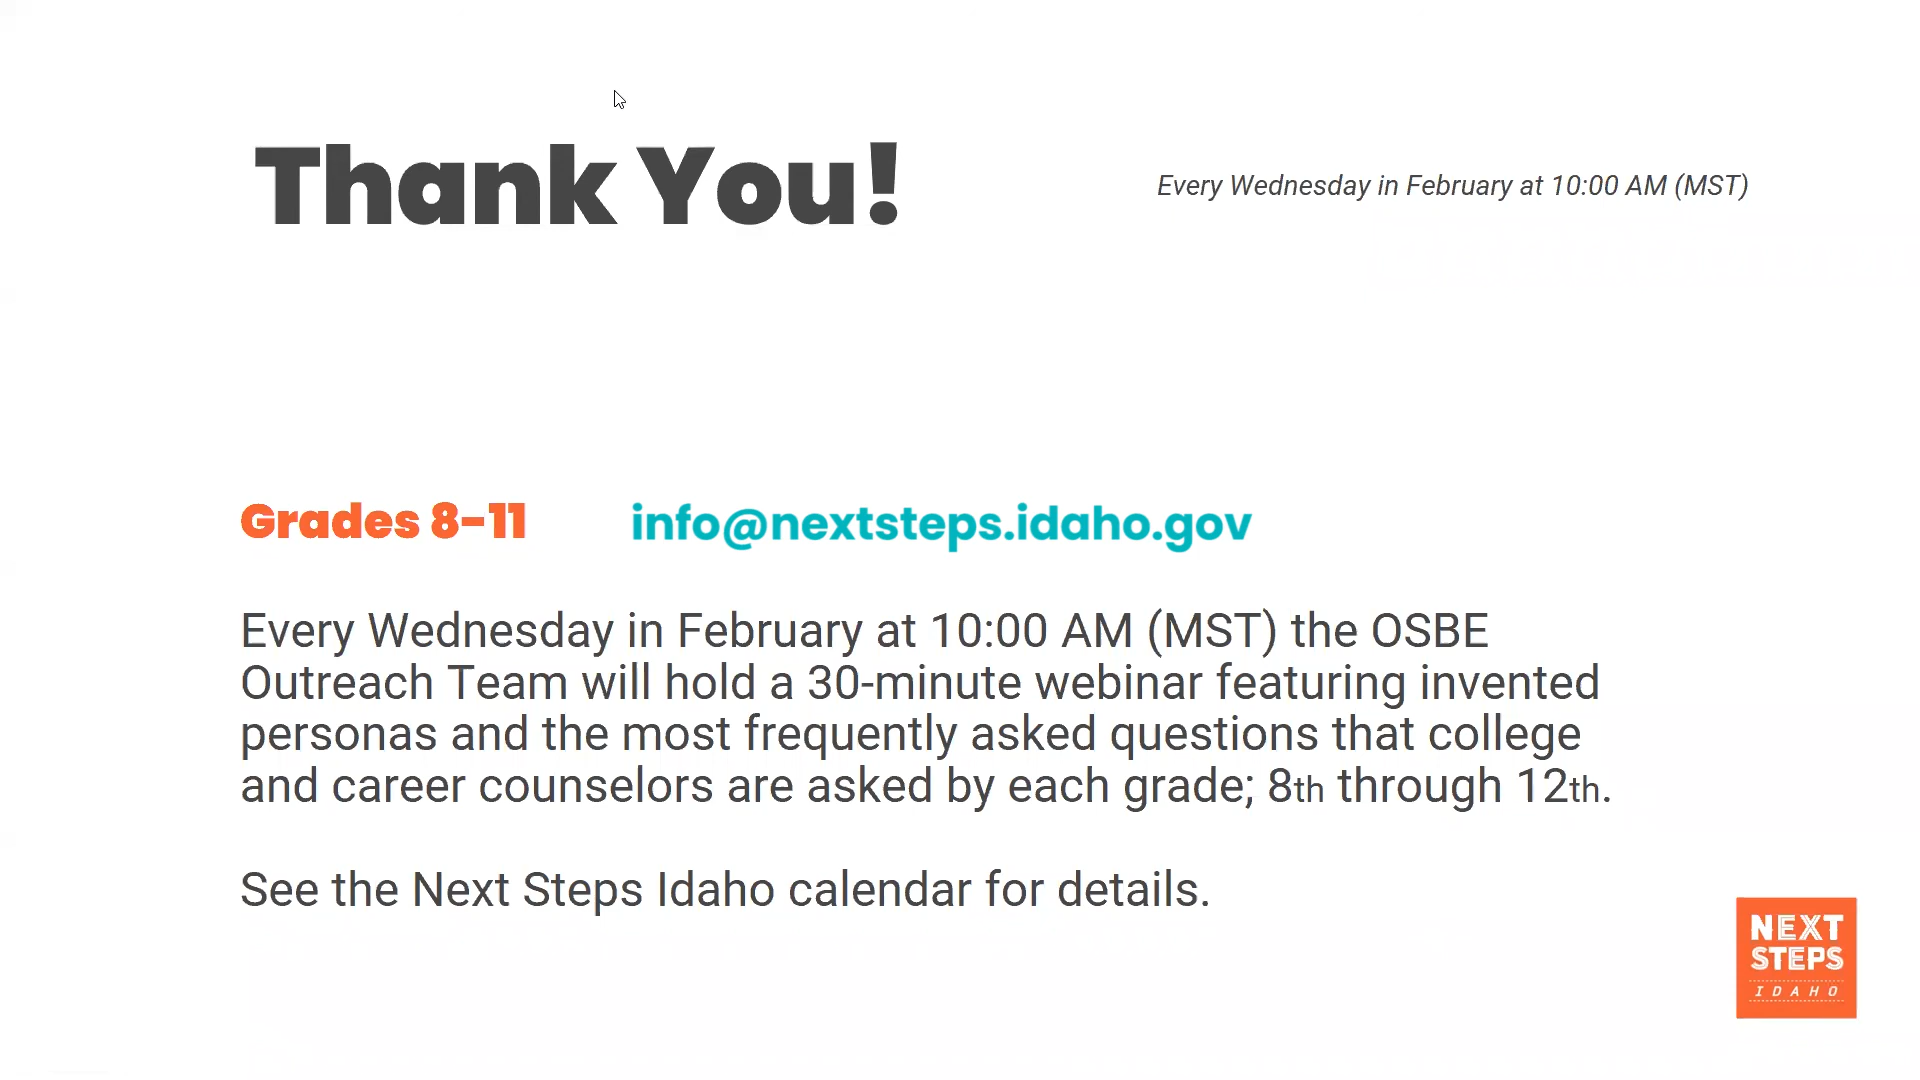 Thank You!
Every Wednesday in February at 10:00 AM (MST)
Grades 8-11
info@nextsteps.idaho.gov
Every Wednesday in February at 10:00 AM (MST) the OSBE
Outreach Team will hold a 30-minute webinar featuring invented
personas and the most frequently asked questions that college
and career counselors are asked by each grade; 8th through 12th.
See the Next Steps Idaho calendar for details.
NEXT
STEPS
IDAHO